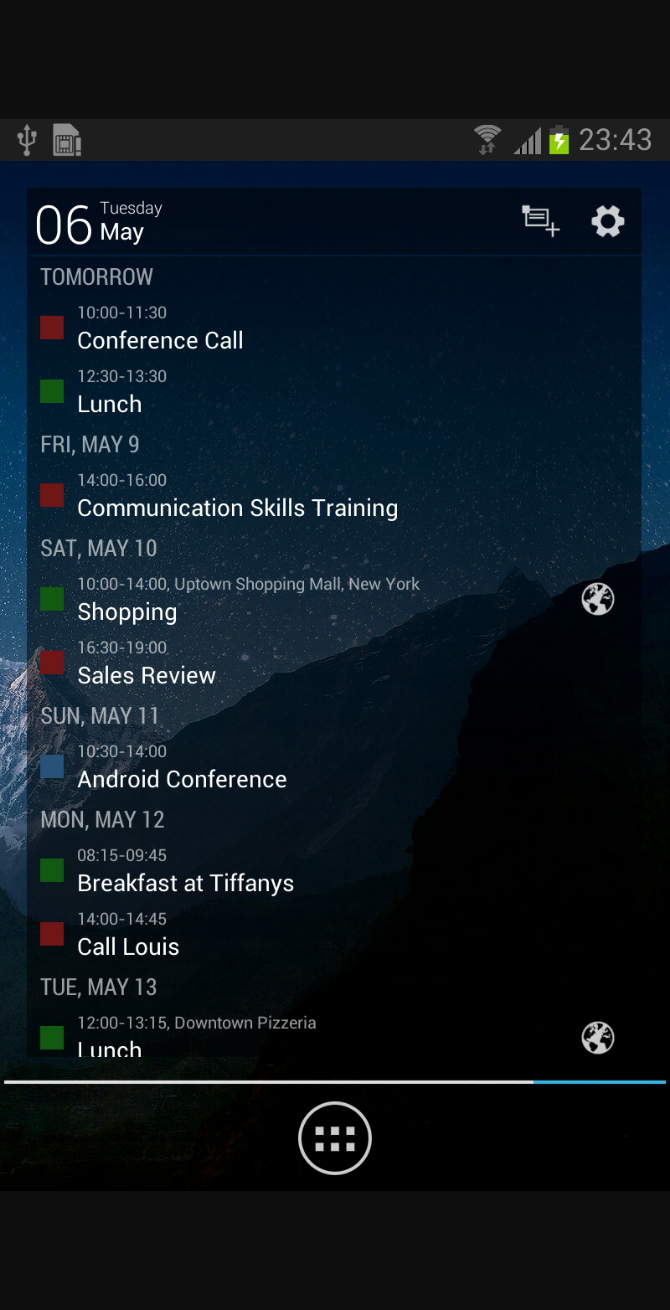 23:43
06 Tuesday
May
TOMORROW
10:00-11:30
Conference Call
12:30-13:30
Lunch
FRI, MAY 9
14:00-16:00
Communication Skills Training
SAT, MAY 10
10:00-14:00, Uptown Shopping Mall, New York
Shopping
16:30-19:00
Sales Review
SUN, MAY 11
10:30-14:00
Android Conference
MON, MAY 12
08:15-09:45
Breakfast at Tiffanys
14:00-14:45
Call Louis
TUE, MAY 13
12:00-13:15, Downtown Pizzeria
Lunch